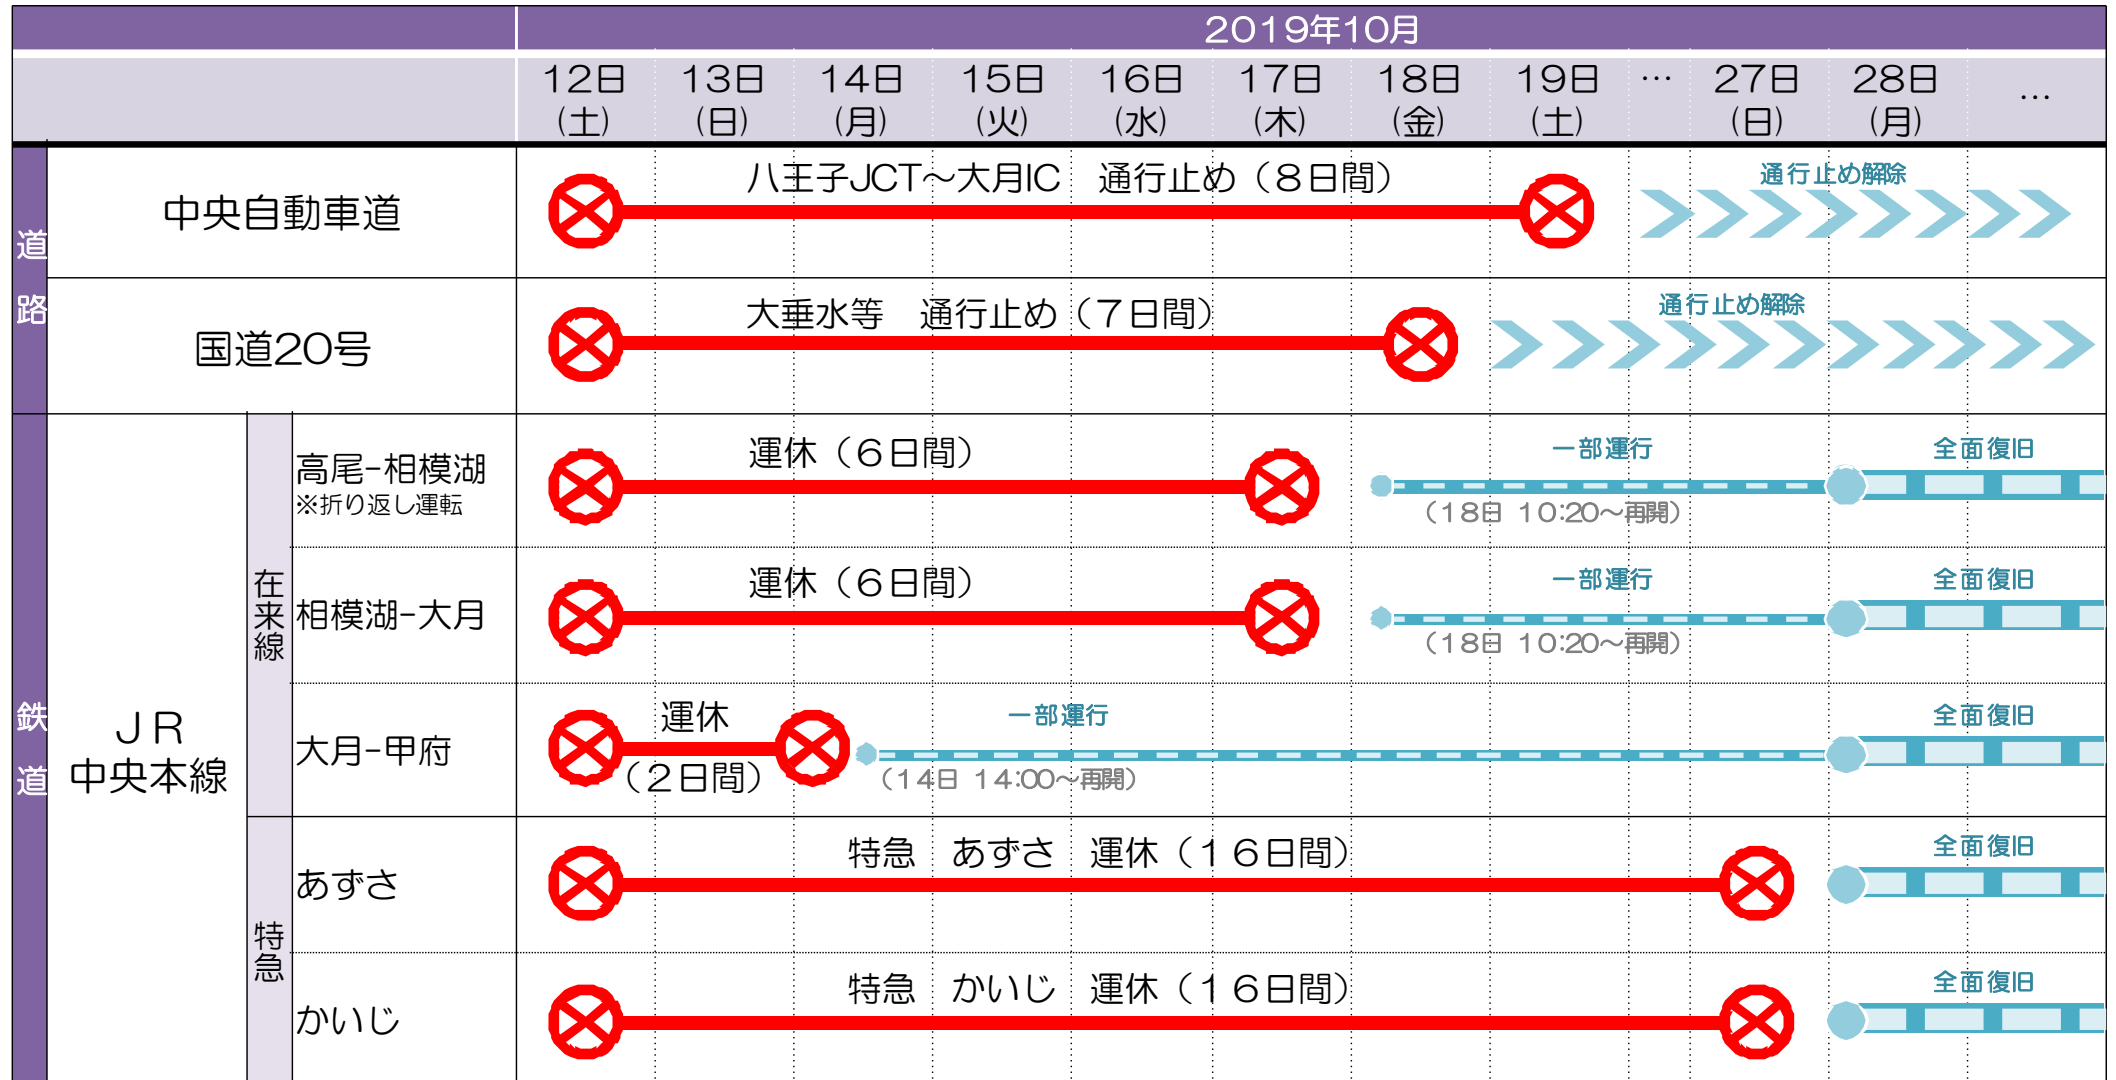 2019年10月
12日 13日 14日 15日 16日 17日 18日 19日 … 27日 28日 …
(土) (日) (月) (火) (水) (木) (金) (土) (日) (月)
道路
中央自動車道
八王子JCT～大月IC　通行止め（８日間）
通行止め解除
国道20号
大垂水等　通行止め（７日間）
通行止め解除
鉄道
ＪＲ
中央本線
在来線
高尾-相模湖
※折り返し運転
運休（６日間）
一部運行
（18日 10:20～再開）
全面復旧
相模湖-大月
運休（６日間）
一部運行
（18日 10:20～再開）
全面復旧
大月-甲府
運休
（２日間）
一部運行
（14日 14:00～再開）
全面復旧
特急
あずさ
特急　あずさ　運休（１６日間）
全面復旧
かいじ
特急　かいじ　運休（１６日間）
全面復旧